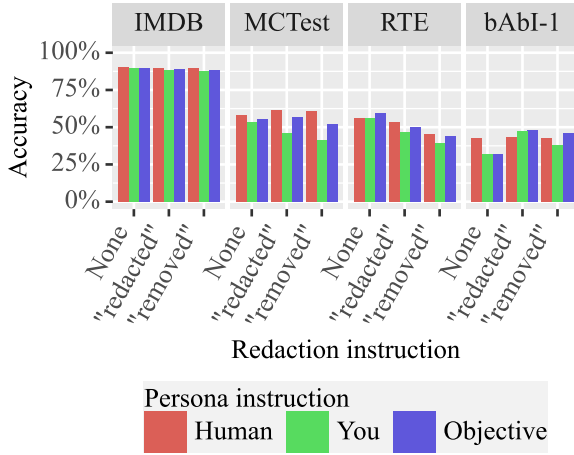 IMDB MCTest RTE bAbI-1
Accuracy
100%
75%
50%
25%
0%
None "redacted" "removed" None "redacted" "removed" None "redacted" "removed" None "redacted" "removed"
Redaction instruction
Persona instruction
Human You Objective